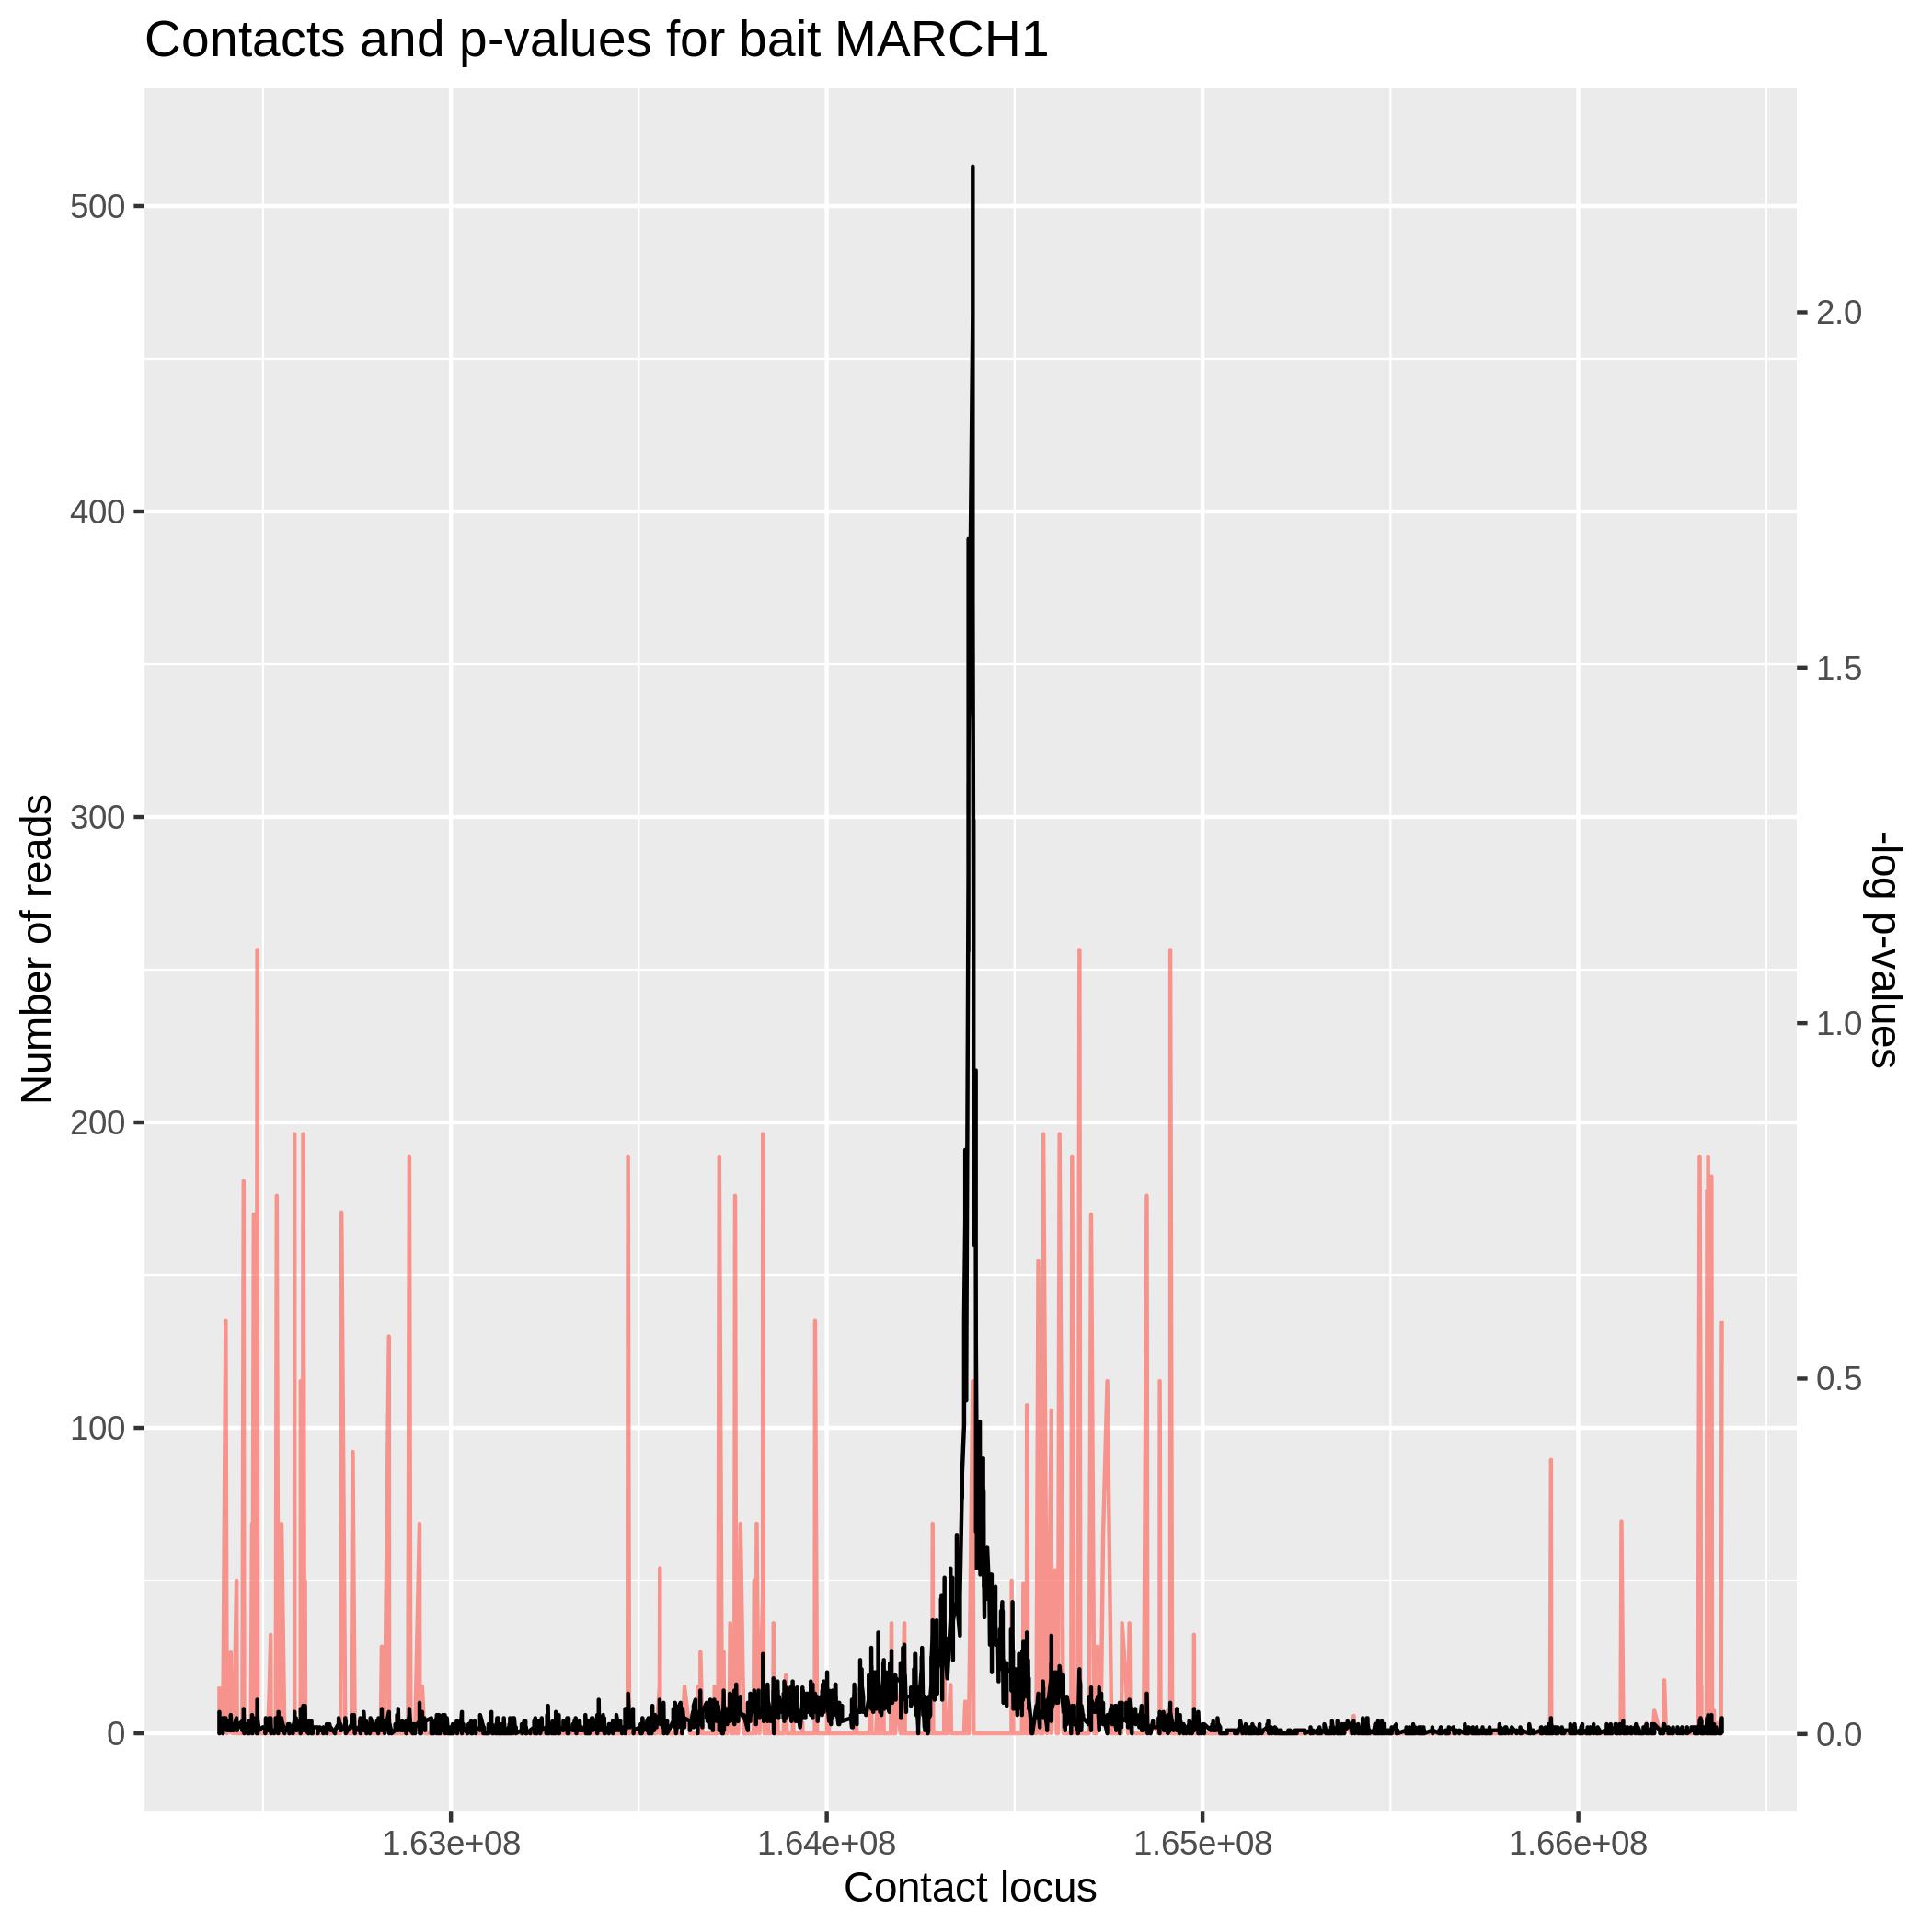 Contacts and p-values for bait MARCH1
Number of reads
500
400
300
200
100
0
2.0
1.5
1.0
0.5
0.0
-log p-values
1.63e+08 1.64e+08 1.65e+08 1.66e+08
Contact locus